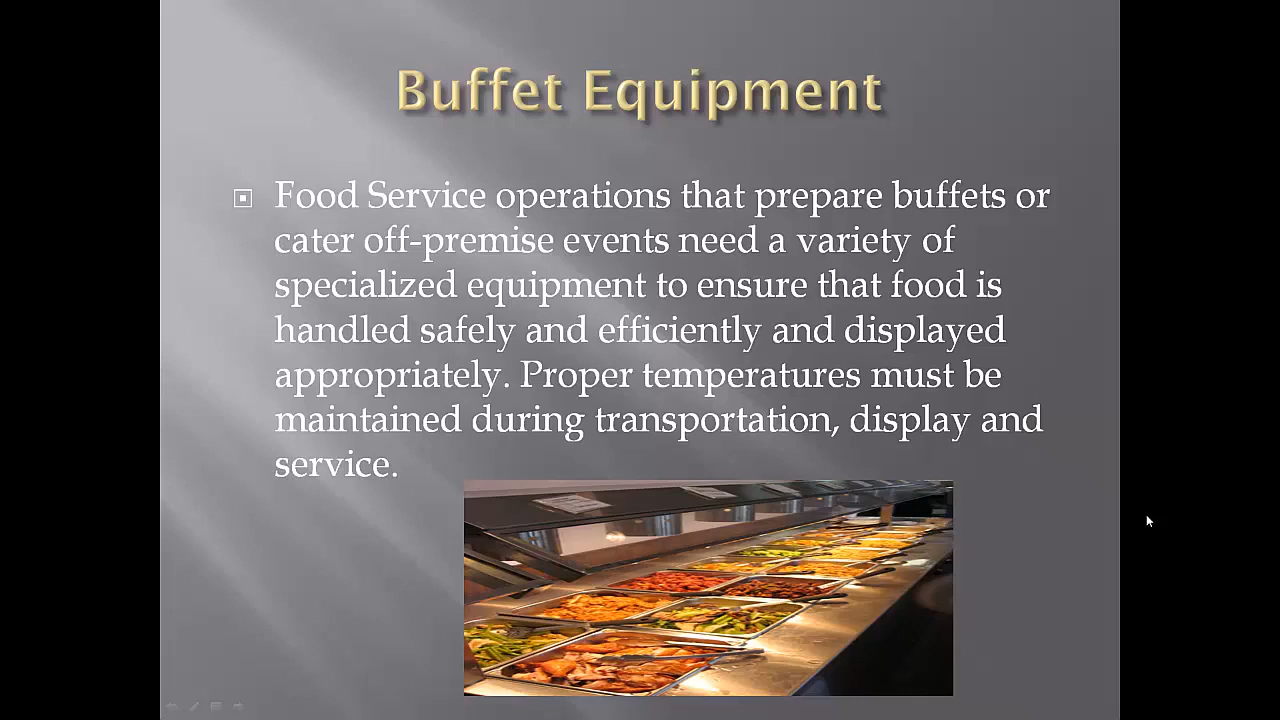 Buffet Equipment
Food Service operations that prepare buffets or
cater off-premise events need a variety of
specialized equipment to ensure that food is
handled safely and efficiently and displayed
appropriately. Proper temperatures must be
maintained during transportation, display and
service.